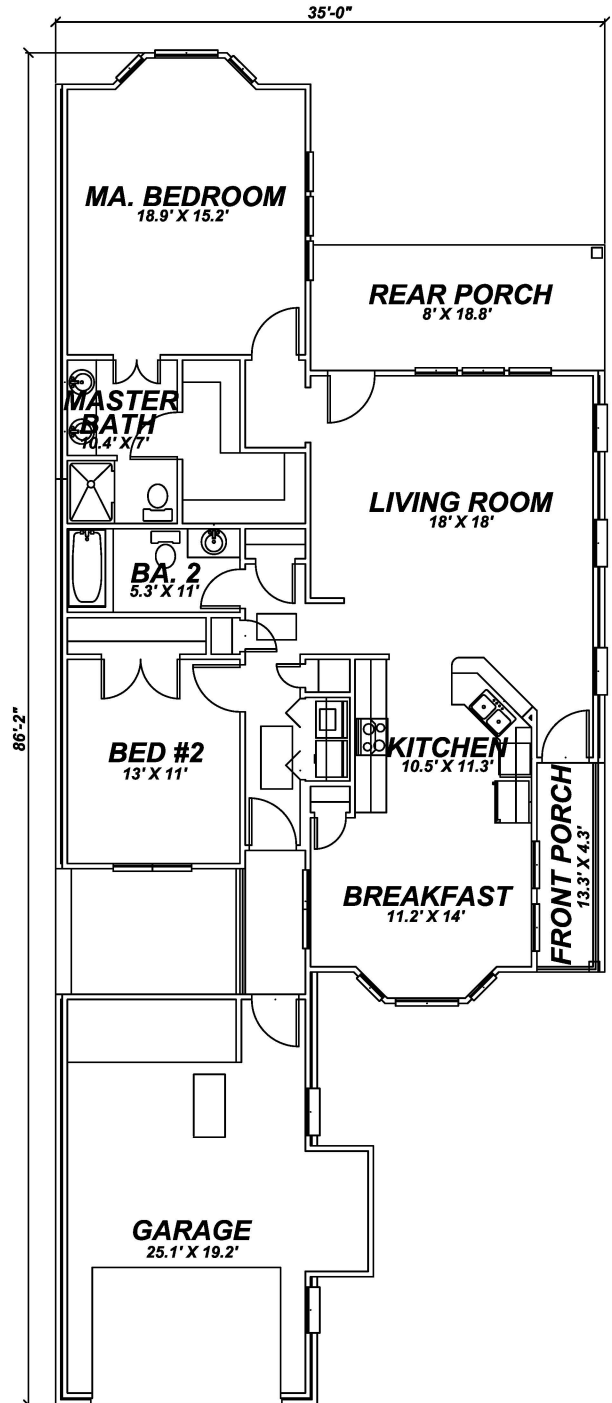 35'-0"
MA. BEDROOM
18.9' X 15.2'
REAR PORCH
8' X 18.8'
MASTER
BATH
10.4' X 7'
LIVING ROOM
18' X 18'
BA. 2
5.3' X 11'
86'-2"
BED #2
13' X 11'
KITCHEN
10.5' X 11.3'
FRONT PORCH
13.3' X 4.3'
BREAKFAST
11.2' X 14'
GARAGE
25.1' X 19.2'